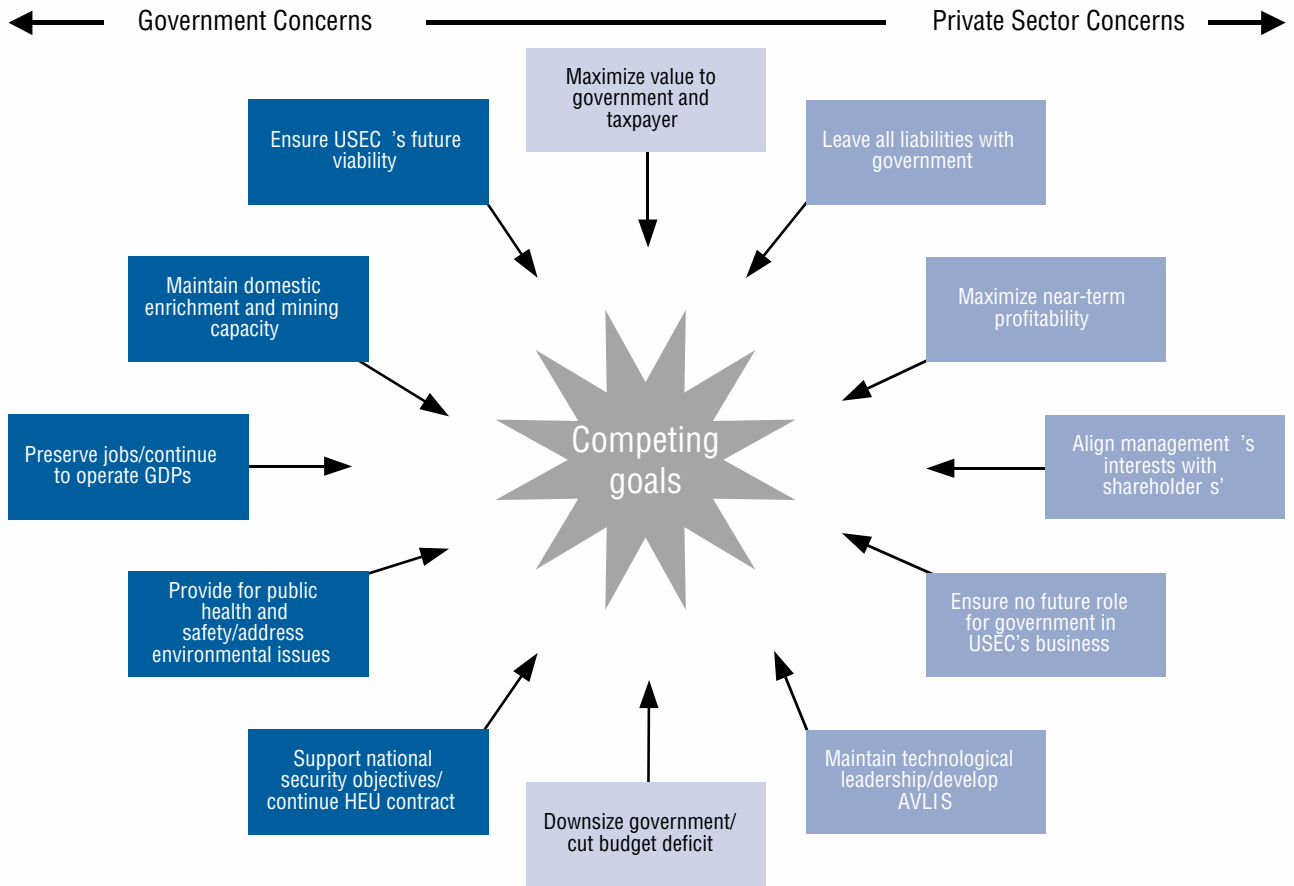 Government Concerns
Private Sector Concerns
Maximize value to
government and
taxpayer
Ensure USEC 's future
viability
Leave all liabilities with
government
Maintain domestic
enrichment and mining
capacity
Maximize near-term
profitability
Competing
goals
Preserve jobs/continue
to operate GDPs
Align management 's
interests with
shareholder s'
Provide for public
health and
safety/address
environmental issues
Ensure no future role
for government in
USEC's business
Support national
security objectives/
continue HEU contract
Maintain technological
leadership/develop
AVLIS
Downsize government/
cut budget deficit